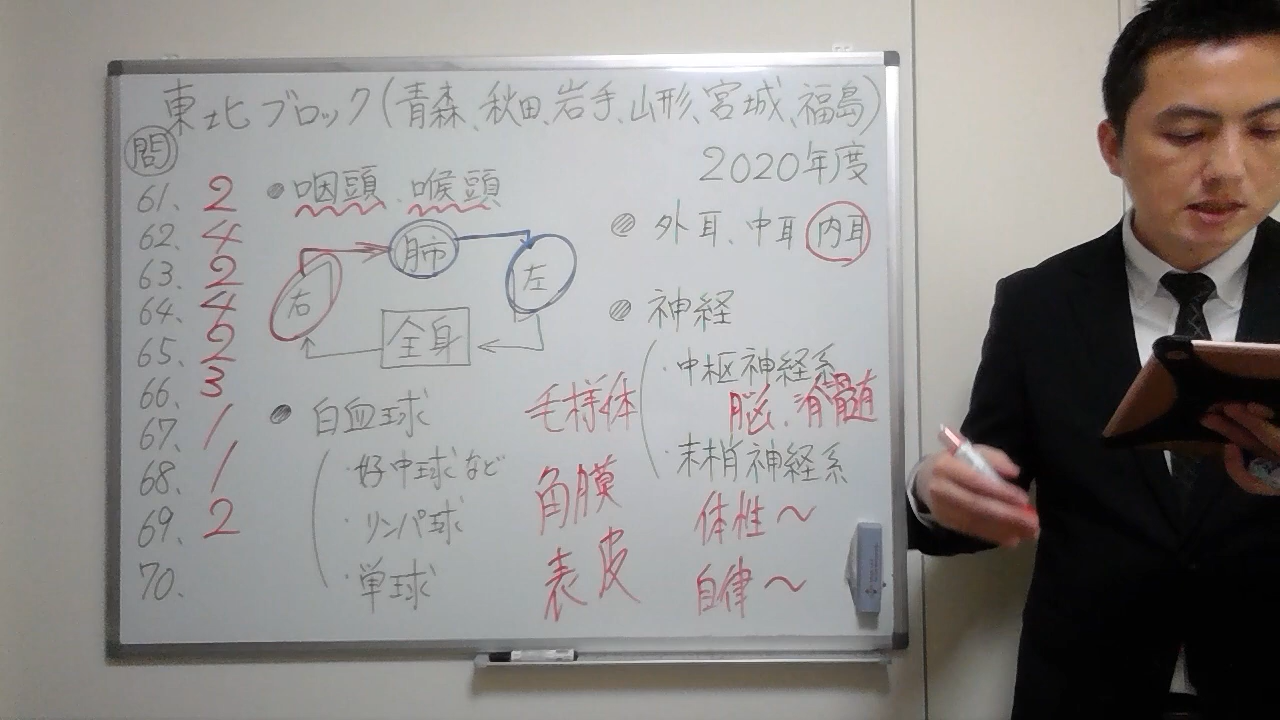 東北ブロック(青森、秋田、岩手、山形、宮城、福島)
2020年度
問
61. 2
62. 4
63. 2
64. 4
65. 2
66. 3
67. 1
68. 1
69. 2
70.
咽頭、喉頭
肺
右
左
全身
白血球
・好中球など
・リンパ球
・単球
毛様体
角膜
表皮
外耳、中耳 内耳
神経
・中枢神経系
脳、脊髄
・末梢神経系
体性~
自律~